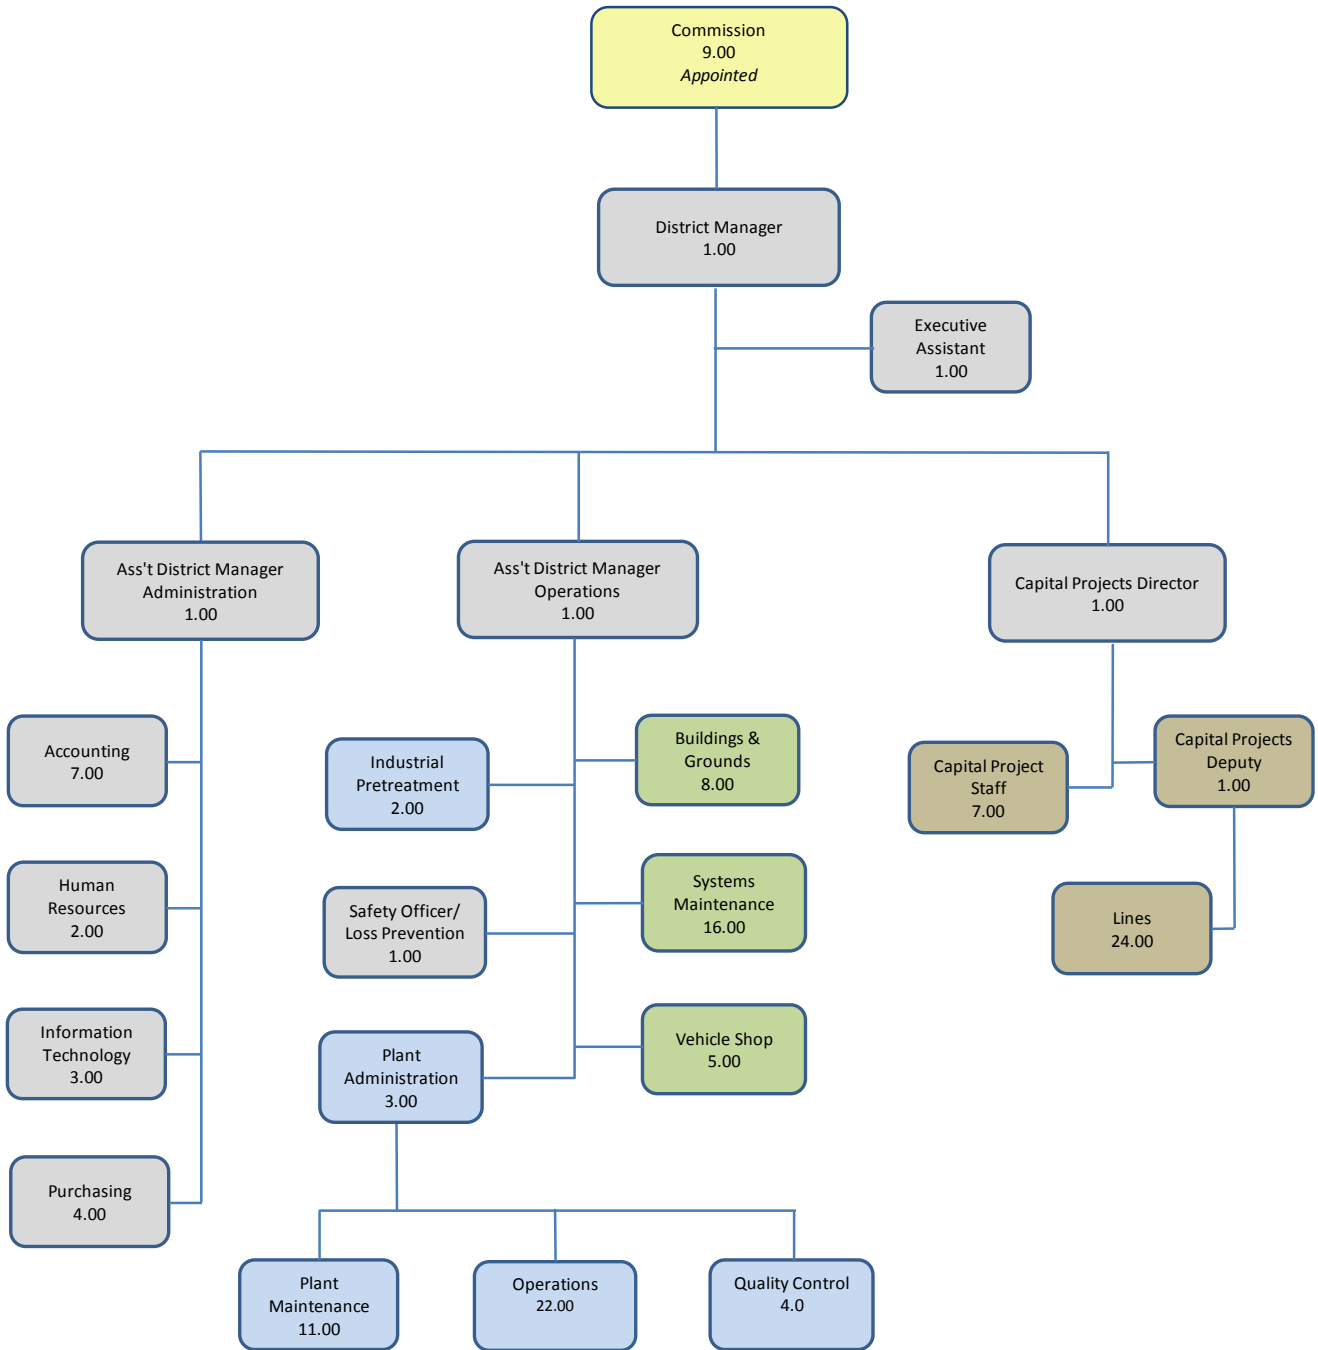 Commission
9.00
Appointed
District Manager
1.00
Executive
Assistant
1.00
Ass't District Manager
Administration
1.00
Ass't District Manager
Operations
1.00
Capital Projects Director
1.00
Accounting
7.00
Human
Resources
2.00
Information
Technology
3.00
Purchasing
4.00
Industrial
Pretreatment
2.00
Safety Officer/
Loss Prevention
1.00
Plant
Administration
3.00
Buildings &
Grounds
8.00
Systems
Maintenance
16.00
Vehicle Shop
5.00
Plant
Maintenance
11.00
Operations
22.00
Quality Control
4.0
Capital Project
Staff
7.00
Capital Projects
Deputy
1.00
Lines
24.00